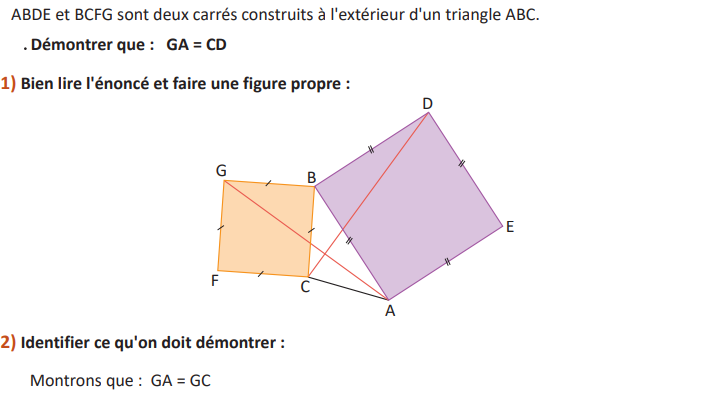 ABDE et BCFG sont deux carrés construits à l'extérieur d'un triangle ABC.
. Démontrer que : GA = CD
1) Bien lire l'énoncé et faire une figure propre :
D
G
B
E
F
C
A
2) Identifier ce qu'on doit démontrer :
Montrons que : GA = GC